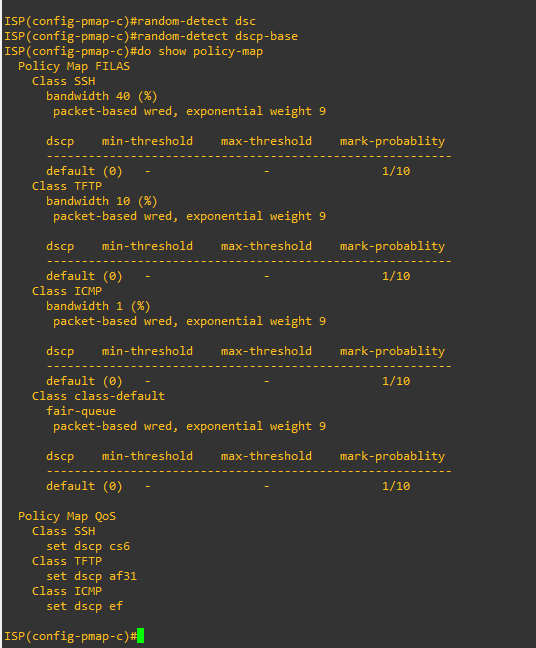 ISP(config-pmap-c)#random-detect dsc
ISP(config-pmap-c)#random-detect dscp-base
ISP(config-pmap-c)#do show policy-map
  Policy Map FILAS
    Class SSH
      bandwidth 40 (%)
       packet-based wred, exponential weight 9

      dscp    min-threshold    max-threshold    mark-probablity
      ----------------------------------------------------------
      default (0)   -                -                1/10
    Class TFTP
      bandwidth 10 (%)
       packet-based wred, exponential weight 9

      dscp    min-threshold    max-threshold    mark-probablity
      ----------------------------------------------------------
      default (0)   -                -                1/10
    Class ICMP
      bandwidth 1 (%)
       packet-based wred, exponential weight 9

      dscp    min-threshold    max-threshold    mark-probablity
      ----------------------------------------------------------
      default (0)   -                -                1/10
    Class class-default
      fair-queue
       packet-based wred, exponential weight 9

      dscp    min-threshold    max-threshold    mark-probablity
      ----------------------------------------------------------
      default (0)   -                -                1/10

  Policy Map QoS
    Class SSH
      set dscp cs6
    Class TFTP
      set dscp af31
    Class ICMP
      set dscp ef

ISP(config-pmap-c)#